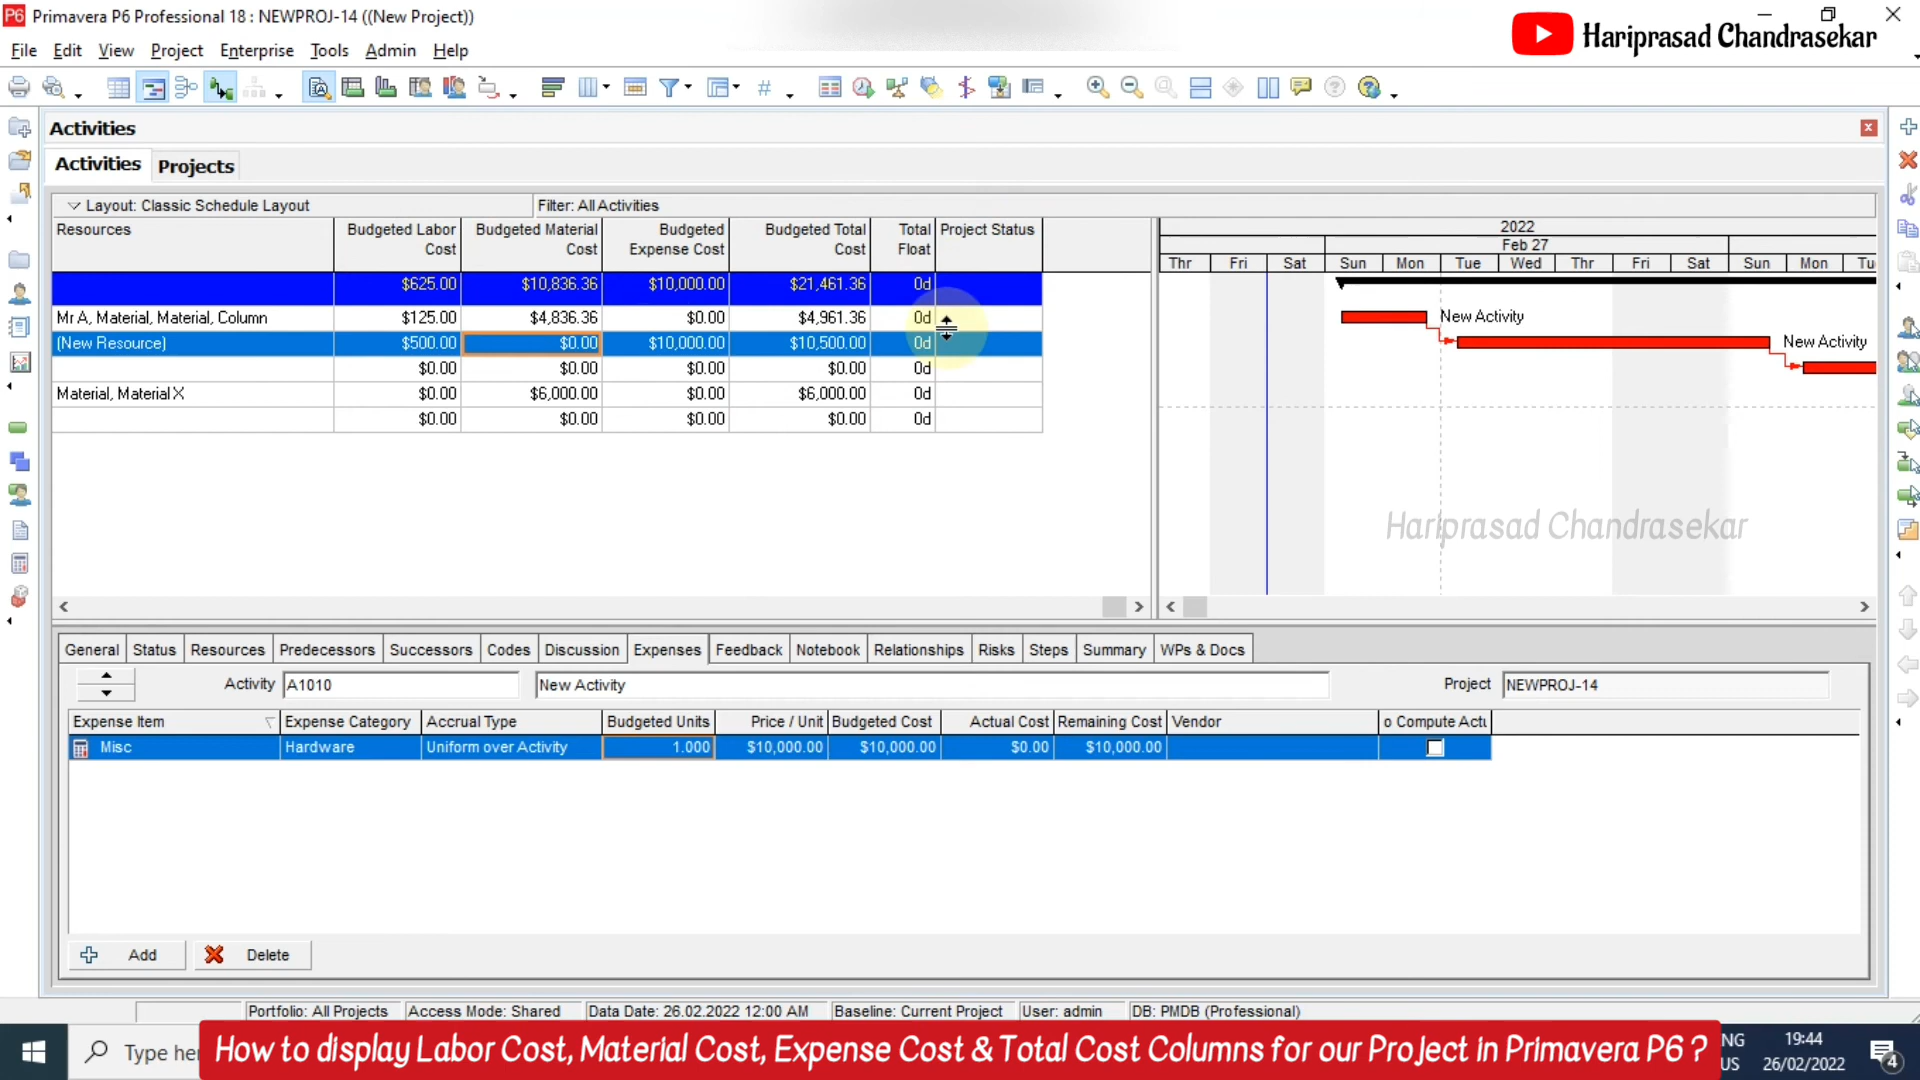 Primavera P6 Professional 18 : NEWPROJ-14 ((New Project))
Hariprasad Chandrasekar
File Edit View Project Enterprise Tools Admin Help
Activities
Activities Projects
Layout: Classic Schedule Layout Filter: All Activities
Resources Budgeted Labor Cost Budgeted Material Cost Budgeted Expense Cost Budgeted Total Cost Total Float Project Status
2022
Feb 27
Thr Fri Sat Sun Mon Tue Wed Thr Fri Sat Sun Mon Tu
$625.00 $10,836.36 $10,000.00 $21,461.36 0d
Mr A, Material, Material, Column $125.00 $4,836.36 $0.00 $4,961.36 0d New Activity
(New Resource) $500.00 $0.00 $10,000.00 $10,500.00 0d New Activity
$0.00 $0.00 $0.00 $0.00 0d
Material, Material X $0.00 $6,000.00 $0.00 $6,000.00 0d
$0.00 $0.00 $0.00 $0.00 0d
Hariprasad Chandrasekar
General Status Resources Predecessors Successors Codes Discussion Expenses Feedback Notebook Relationships Risks Steps Summary WPs & Docs
Activity A1010 New Activity Project NEWPROJ-14
Expense Item Expense Category Accrual Type Budgeted Units Price / Unit Budgeted Cost Actual Cost Remaining Cost Vendor o Compute Actu
Misc Hardware Uniform over Activity 1.000 $10,000.00 $10,000.00 $0.00 $10,000.00
Add Delete
Portfolio: All Projects Access Mode: Shared Data Date: 26.02.2022 12:00 AM Baseline: Current Project User: admin DB: PMDB (Professional)
Type her
How to display Labor Cost, Material Cost, Expense Cost & Total Cost Columns for our Project in Primavera P6 ?
NG
US
19:44
26/02/2022
4